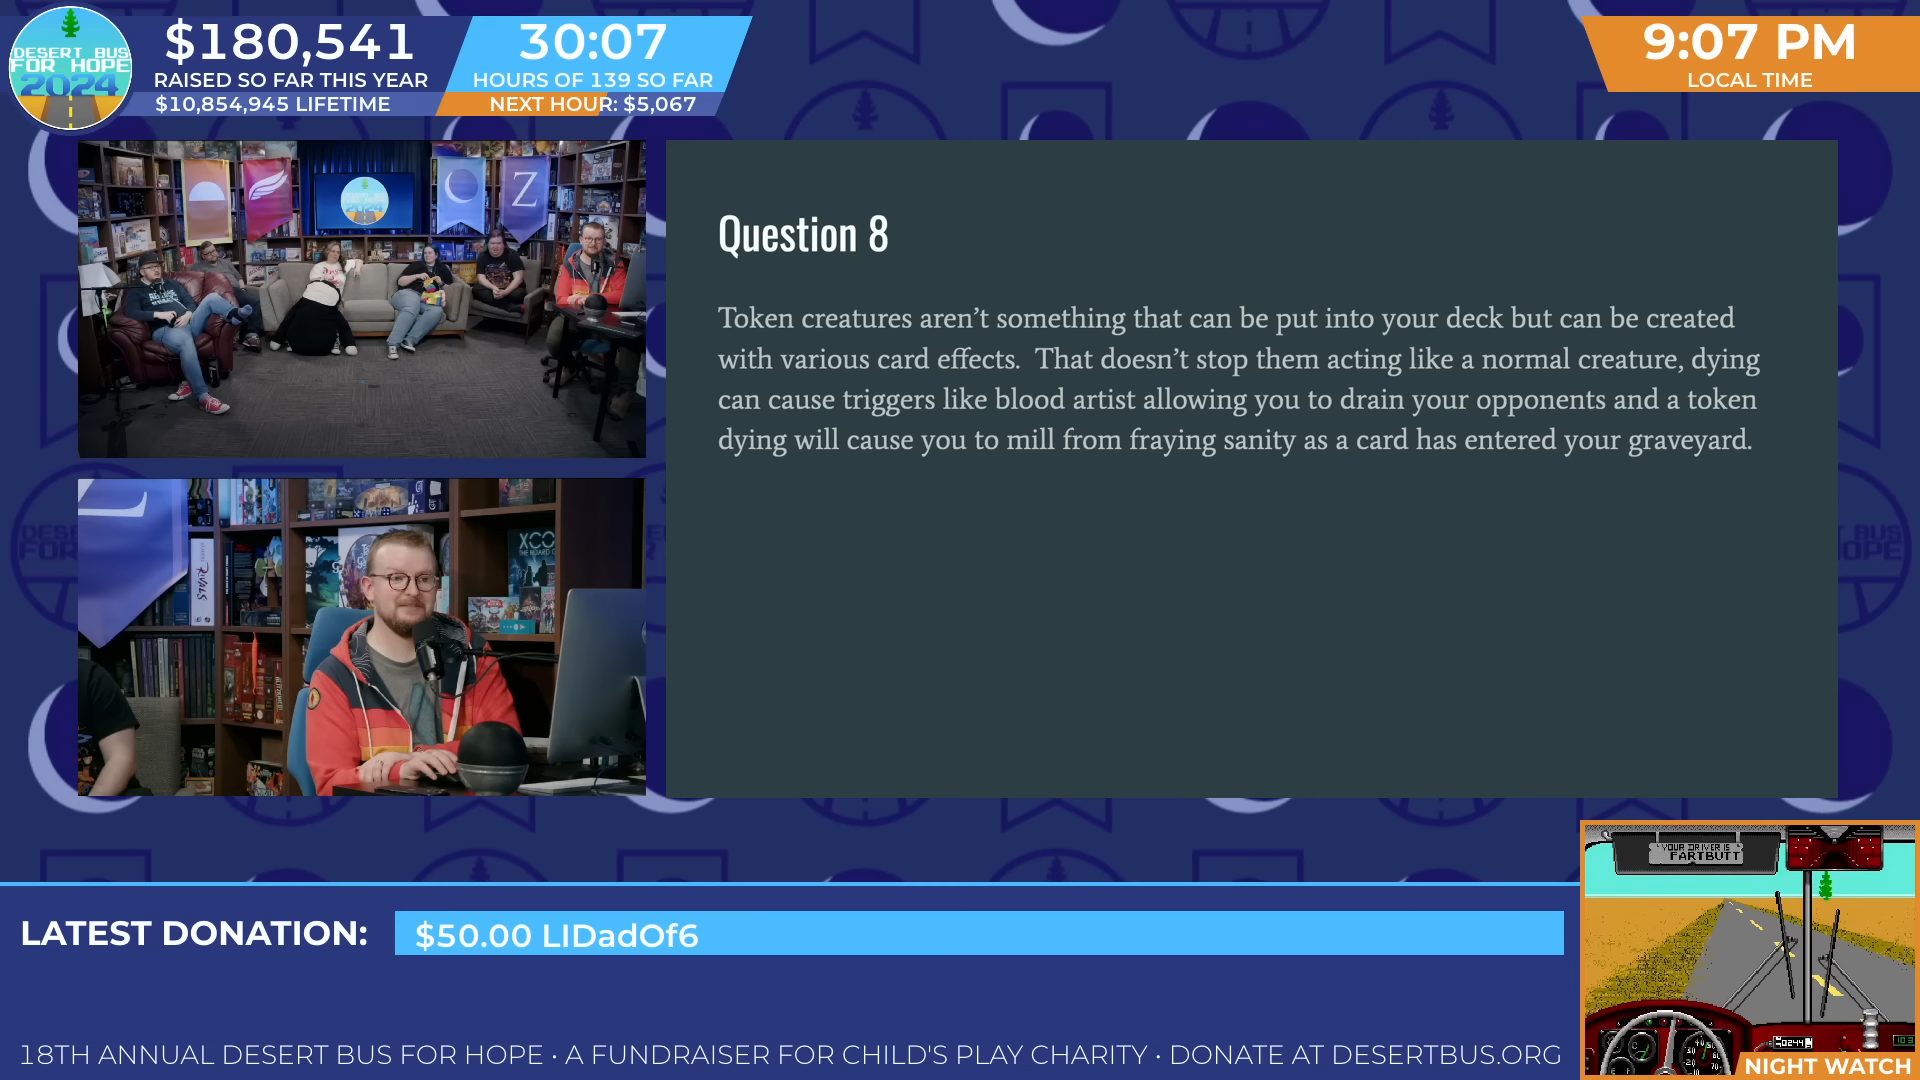 DESERT BUS
FOR HOPE
2024
$180,541
RAISED SO FAR THIS YEAR
$10,854,945 LIFETIME
30:07
HOURS OF 139 SO FAR
NEXT HOUR: $5,067
9:07 PM
LOCAL TIME
Z
Question 8
Token creatures aren’t something that can be put into your deck but can be created
with various card effects.  That doesn’t stop them acting like a normal creature, dying
can cause triggers like blood artist allowing you to drain your opponents and a token
dying will cause you to mill from fraying sanity as a card has entered your graveyard.
RIVALS
XCO
THE BOARD
YOUR DRIVER IS
FARTBUTT
LATEST DONATION:
$50.00 LIDadOf6
18TH ANNUAL DESERT BUS FOR HOPE • A FUNDRAISER FOR CHILD'S PLAY CHARITY • DONATE AT DESERTBUS.ORG
NIGHT WATCH